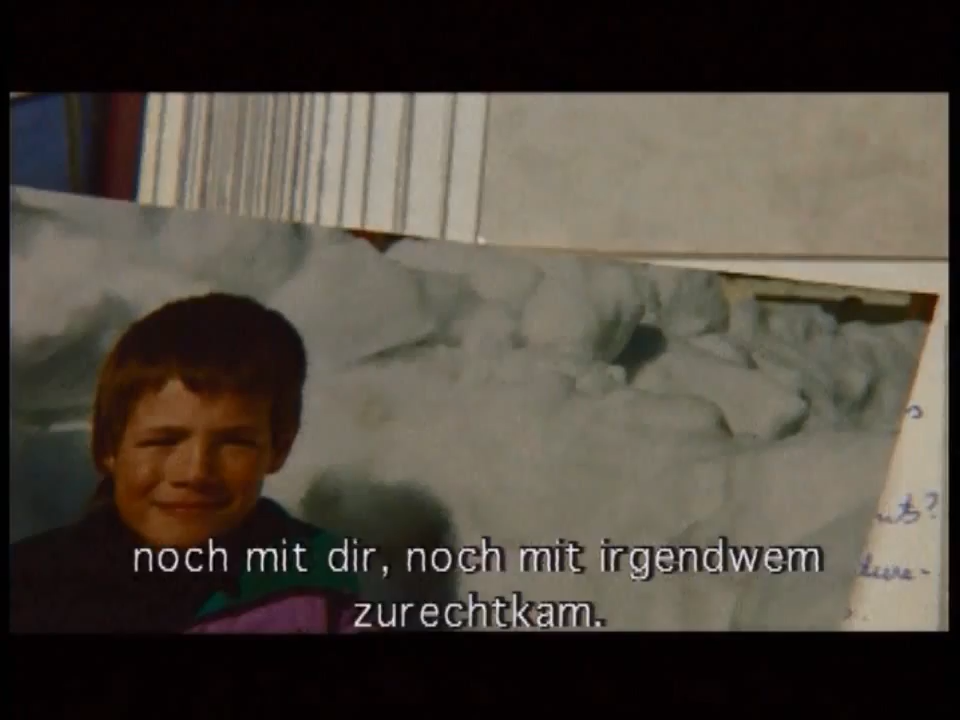 noch mit dir, noch mit irgendwem
zurechtkam.